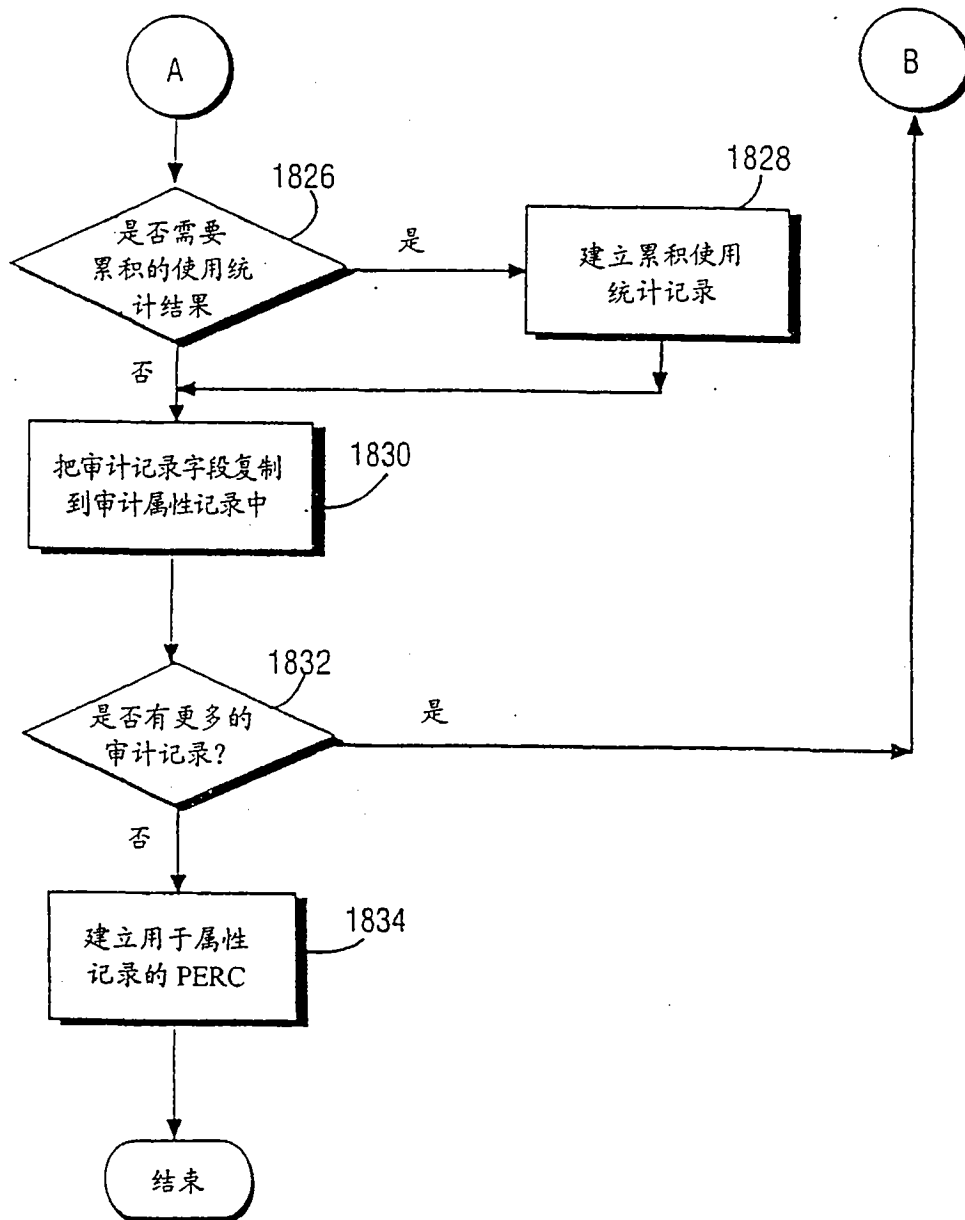 A
B
1826
是否需要
累积的使用统
计结果
是
1828
建立累积使用
统计记录
否
把审计记录字段复制
到审计属性记录中
1830
1832
是否有更多的
审计记录?
是
否
建立用于属性
记录的 PERC
1834
结束